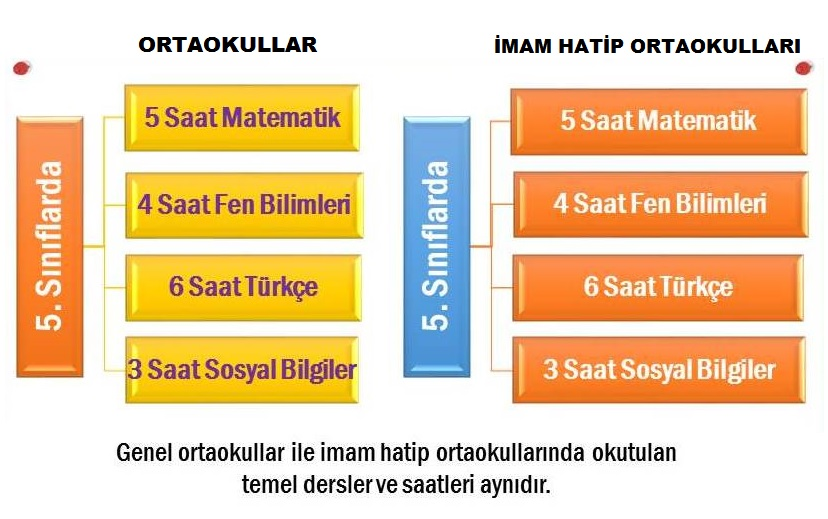 ORTAOKULLAR
5. Sınıflarda
5 Saat Matematik
4 Saat Fen Bilimleri
6 Saat Türkçe
3 Saat Sosyal Bilgiler
İMAM HATİP ORTAOKULLARI
5. Sınıflarda
5 Saat Matematik
4 Saat Fen Bilimleri
6 Saat Türkçe
3 Saat Sosyal Bilgiler
Genel ortaokullar ile imam hatip ortaokullarında okutulan
temel dersler ve saatleri aynıdır.